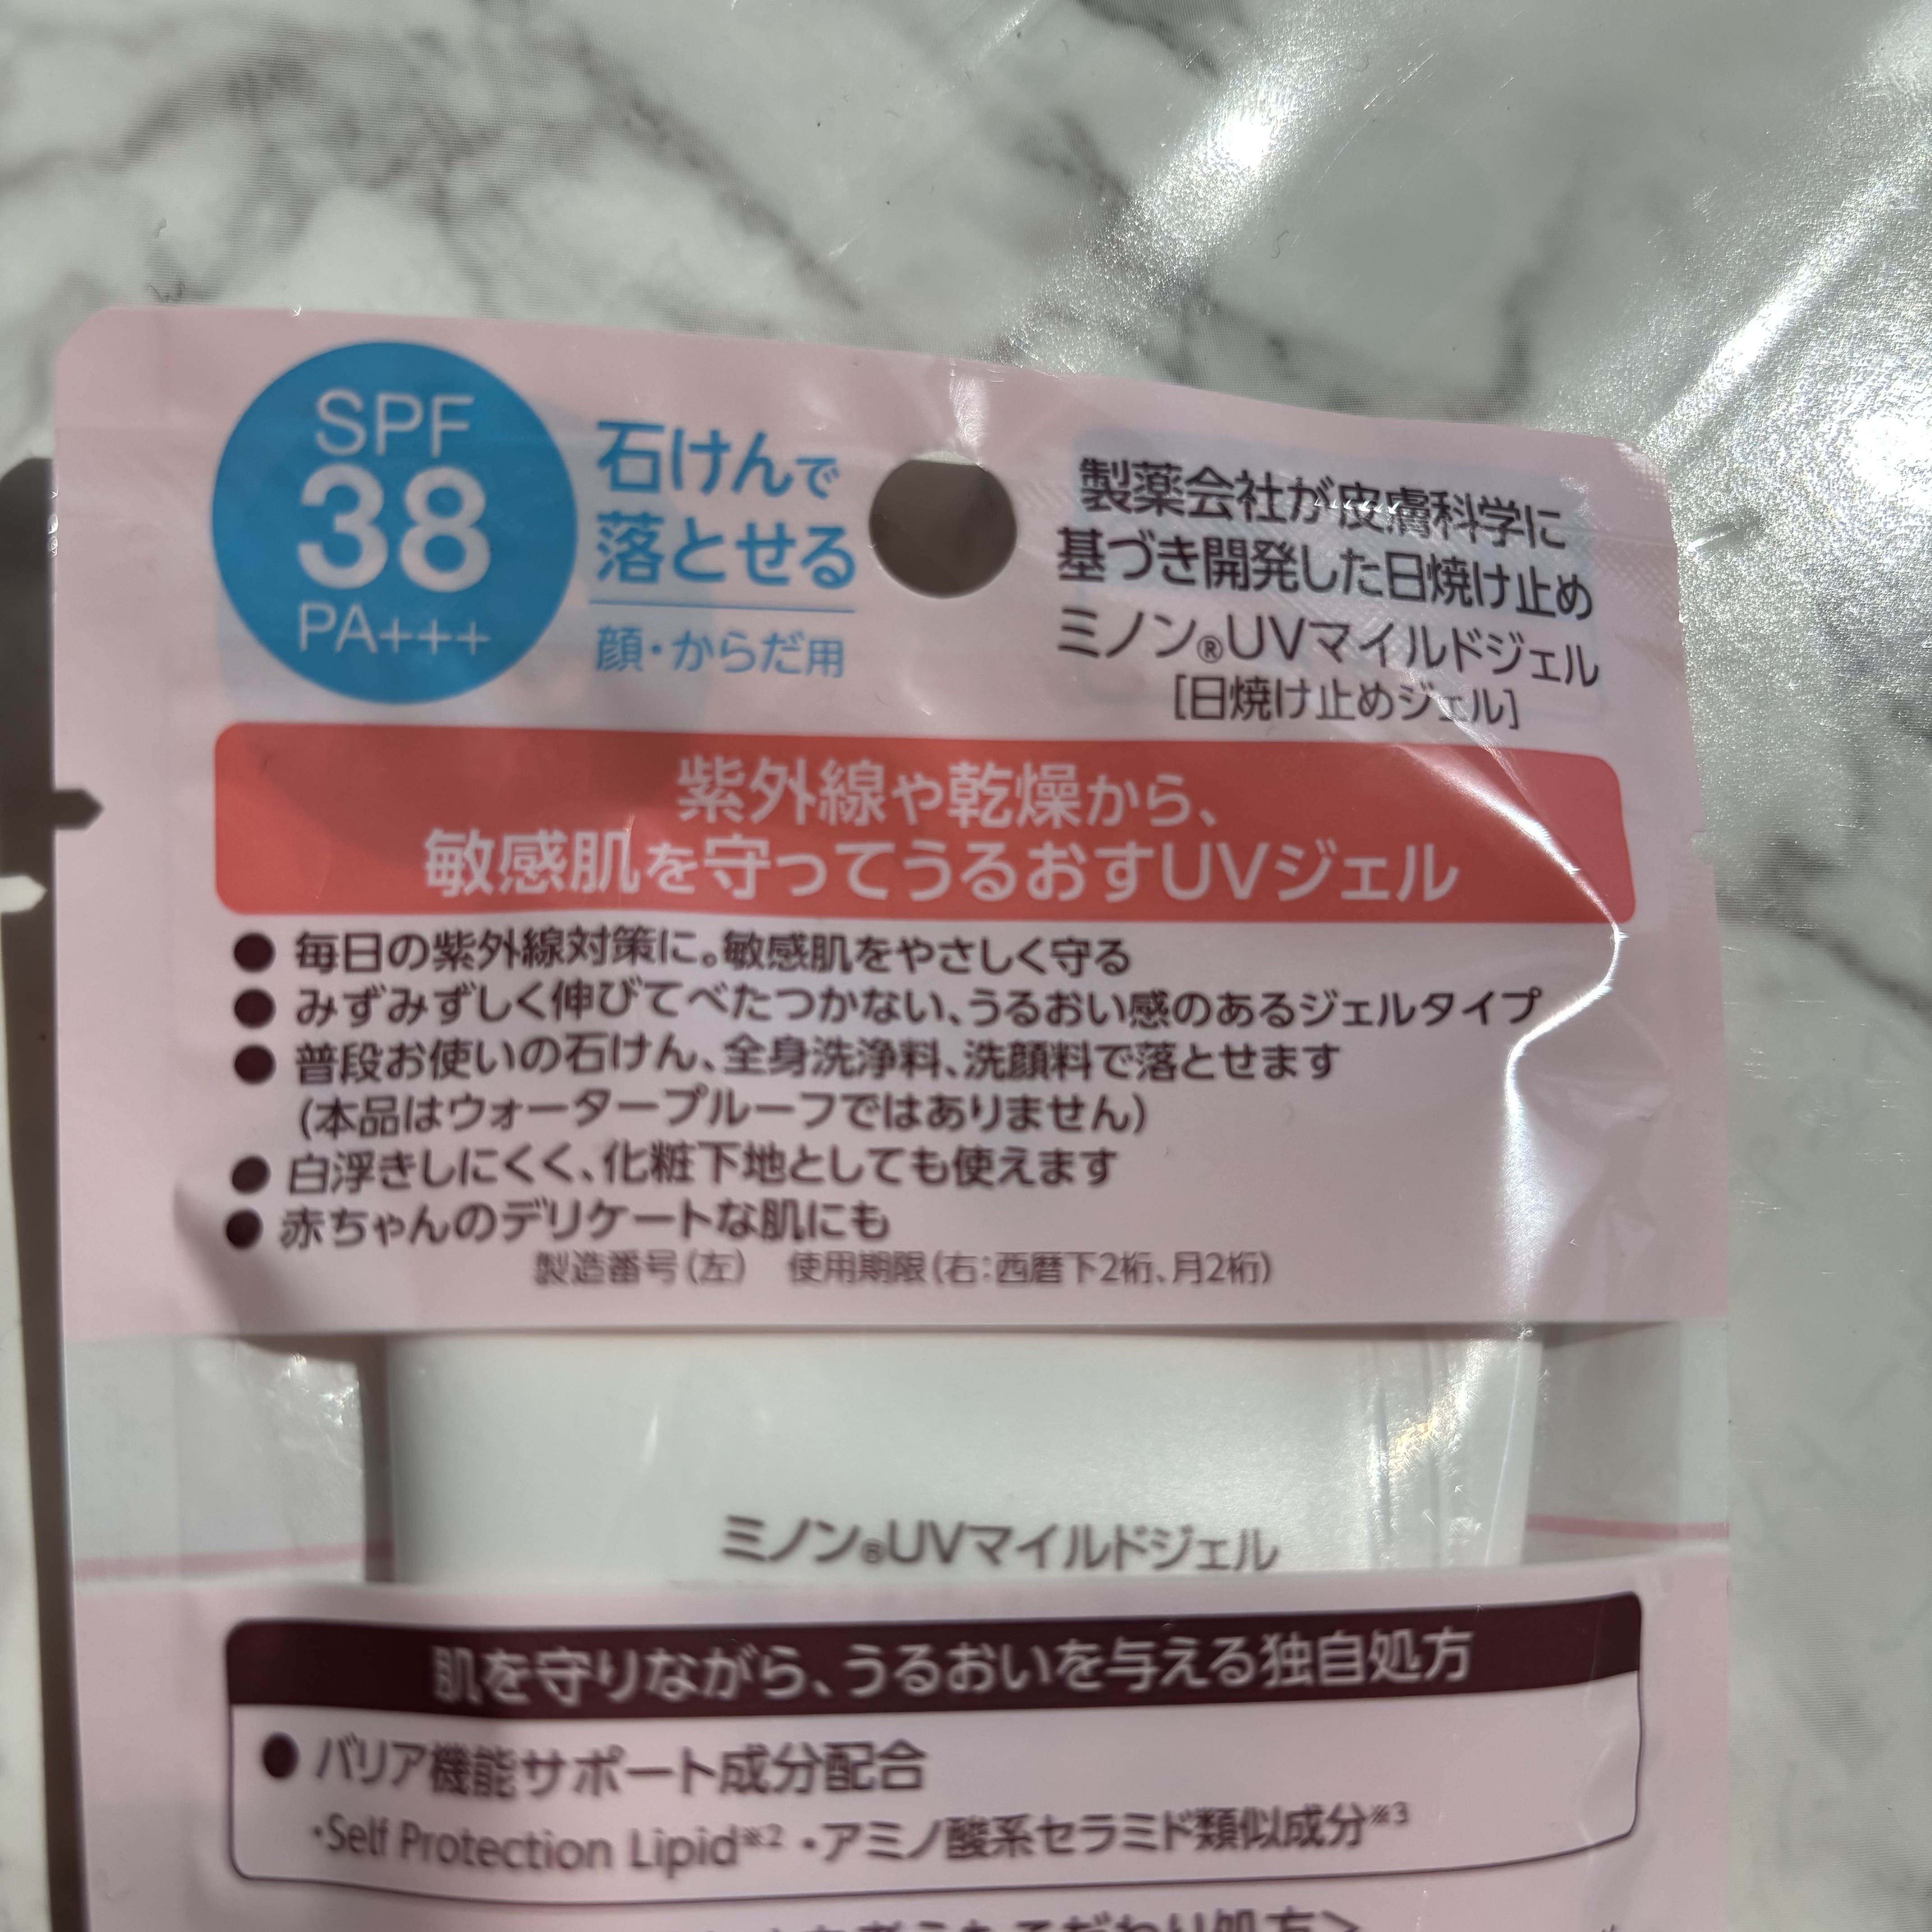 SPF
38
PA+++
石けんで
落とせる
顔・からだ用
製薬会社が皮膚科学に
基づき開発した日焼け止め
ミノン®UVマイルドジェル
[日焼け止めジェル]
紫外線や乾燥から、
敏感肌を守ってうるおすUVジェル
● 毎日の紫外線対策に。敏感肌をやさしく守る
● みずみずしく伸びてべたつかない、うるおい感のあるジェルタイプ
● 普段お使いの石けん、全身洗浄料、洗顔料で落とせます
(本品はウォータープルーフではありません)
● 白浮きしにくく、化粧下地としても使えます
● 赤ちゃんのデリケートな肌にも
製造番号(左) 使用期限(右:西暦下2桁、月2桁)
ミノン®UVマイルドジェル
肌を守りながら、うるおいを与える独自処方
● バリア機能サポート成分配合
・Self Protection Lipid※2 ・アミノ酸系セラミド類似成分※3